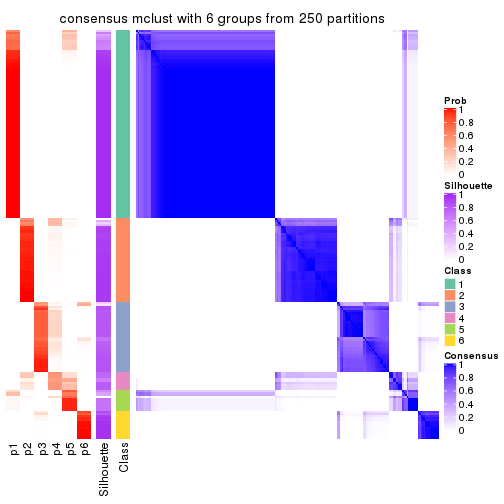 consensus mclust with 6 groups from 250 partitions
Prob
1
0.8
0.6
0.4
0.2
0
Silhouette
1
0.8
0.6
0.4
0.2
0
Class
1
2
3
4
5
6
Consensus
1
0.8
0.6
0.4
0.2
0
p1
p2
p3
p4
p5
p6
Silhouette
Class